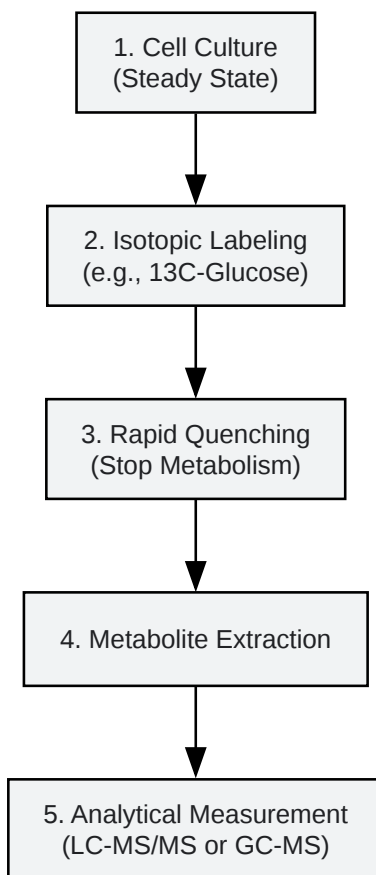 1. Cell Culture
(Steady State)
2. Isotopic Labeling
(e.g., 13C-Glucose)
3. Rapid Quenching
(Stop Metabolism)
4. Metabolite Extraction
5. Analytical Measurement
(LC-MS/MS or GC-MS)